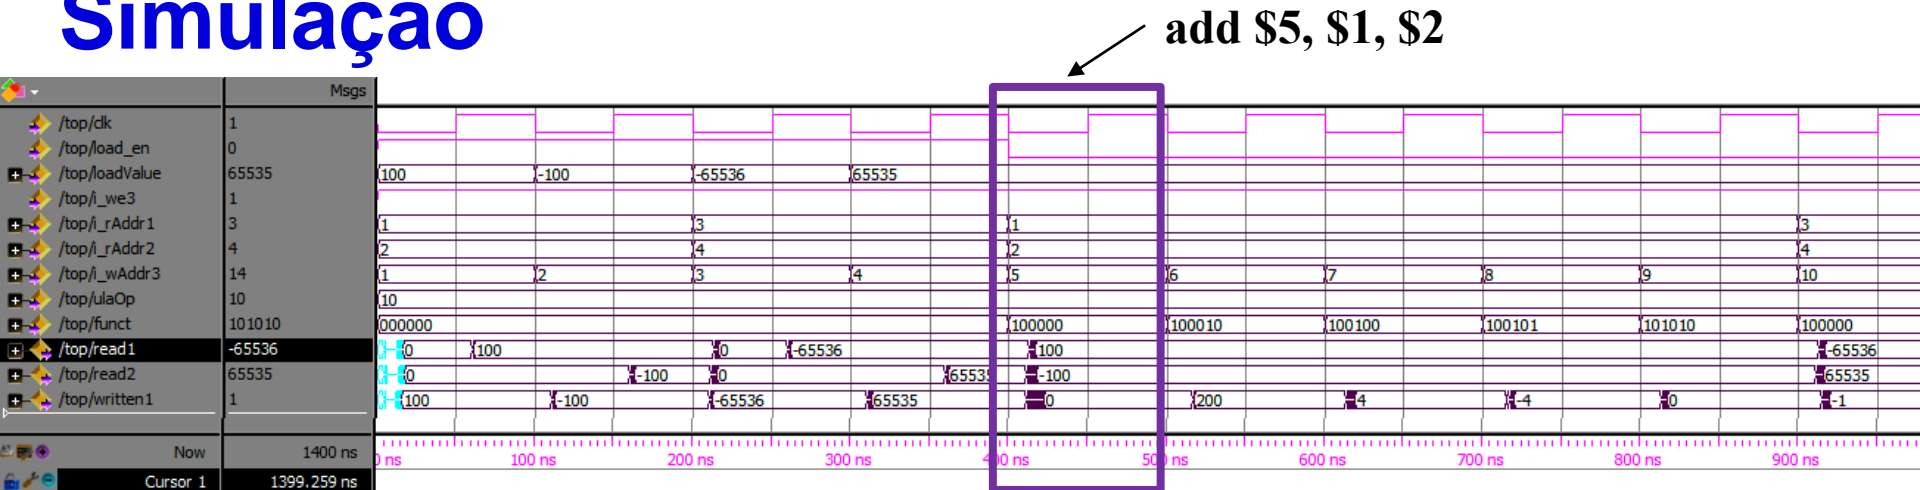 Simulação
add $5, $1, $2
Msgs
/top/clk 1
/top/load_en 0
/top/loadValue 65535 100 -100 -65536 65535
/top/i_we3 1
/top/i_rAddr1 3 1 3 1 3
/top/i_rAddr2 4 2 4 2 4
/top/i_wAddr3 14 1 2 3 4 5 6 7 8 9 10
/top/ulaOp 10 10
/top/funct 101010 000000 100000 100010 100100 100101 101010 100000
/top/read1 -65536 0 100 0 -65536 100 -65536
/top/read2 65535 0 -100 0 65535 -100 65535
/top/written1 1 100 -100 -65536 65535 0 200 4 -4 0 -1
Now 1400 ns 0 ns 100 ns 200 ns 300 ns 400 ns 500 ns 600 ns 700 ns 800 ns 900 ns
Cursor 1 1399.259 ns